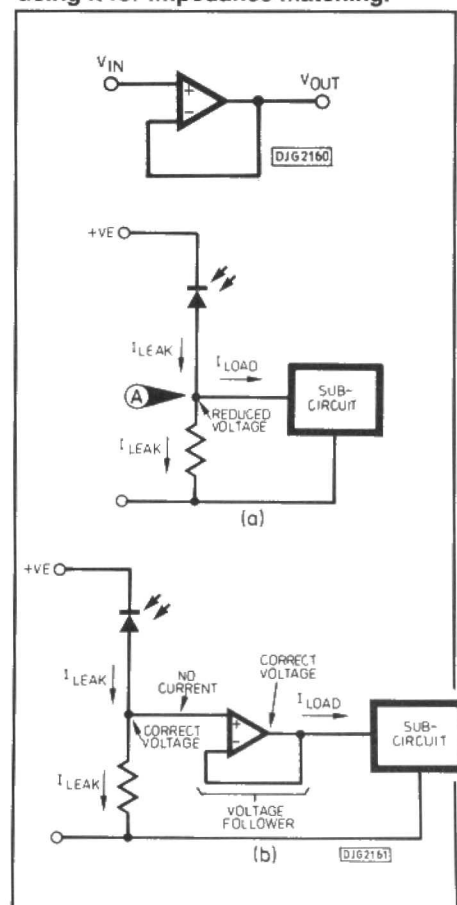 using it for impedance matching.
VIN
VOUT
+
−
DJG2160
+VE
ILEAK
ILOAD
A
SUB-
CIRCUIT
REDUCED
VOLTAGE
ILEAK
(a)
+VE
ILEAK
NO
CURRENT
CORRECT
VOLTAGE
ILOAD
+
−
CORRECT
VOLTAGE
SUB-
CIRCUIT
ILEAK
VOLTAGE
FOLLOWER
(b)
DJG2161